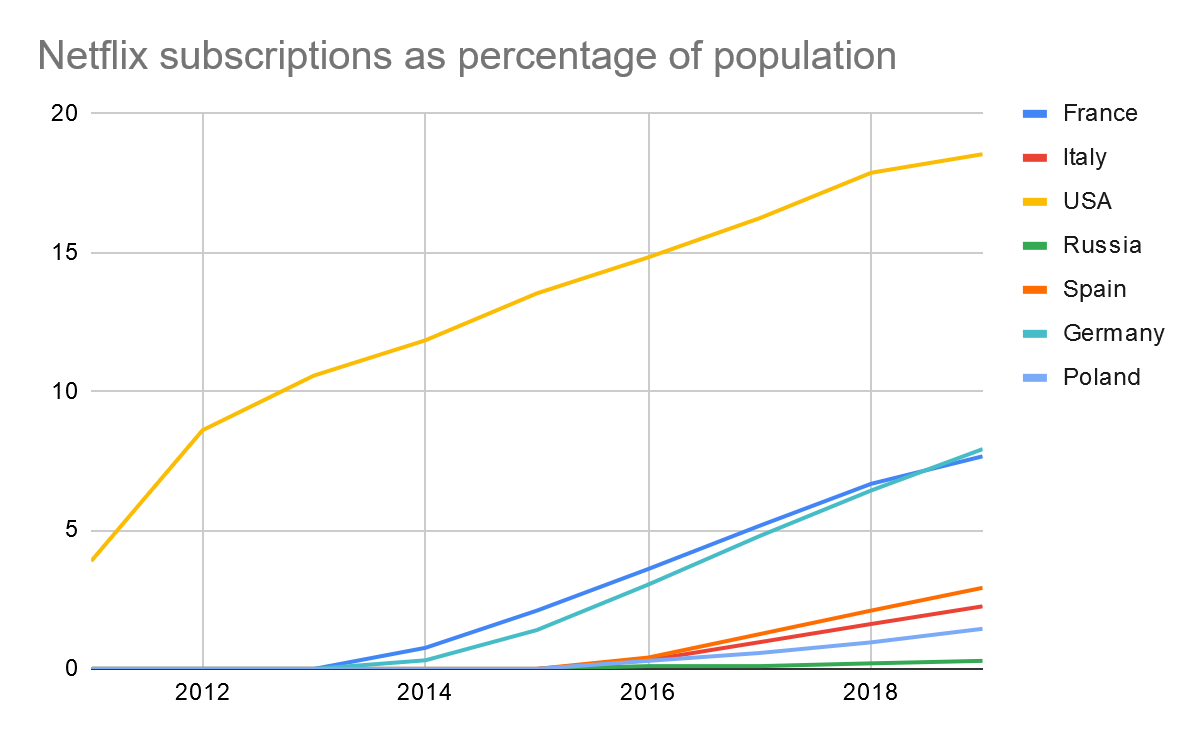 Netflix subscriptions as percentage of population
20
15
10
5
0
2012
2014
2016
2018
France
Italy
USA
Russia
Spain
Germany
Poland